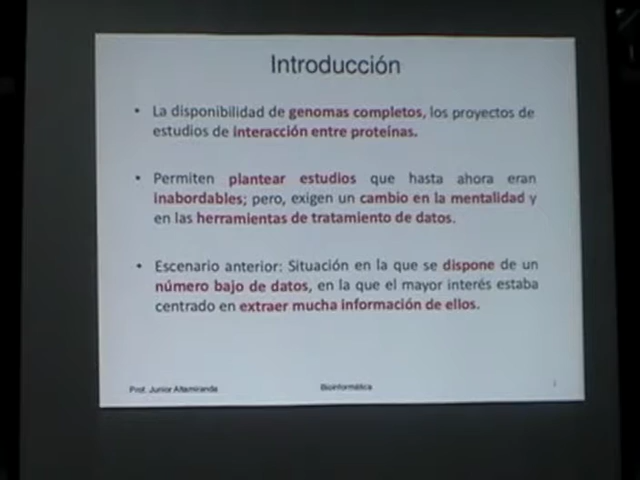 Introducción
• La disponibilidad de genomas completos, los proyectos de
estudios de interacción entre proteínas.
• Permiten plantear estudios que hasta ahora eran
inabordables; pero, exigen un cambio en la mentalidad y
en las herramientas de tratamiento de datos.
• Escenario anterior: Situación en la que se dispone de un
número bajo de datos, en la que el mayor interés estaba
centrado en extraer mucha información de ellos.
Prof. Junior Altamiranda
Bioinformática